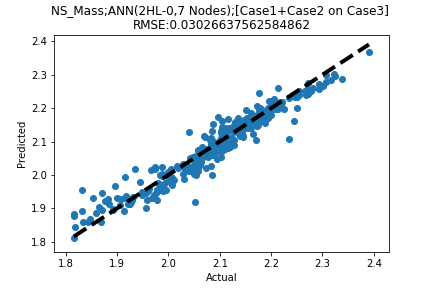 NS_Mass;ANN(2HL-0,7 Nodes);[Case1+Case2 on Case3]
RMSE:0.03026637562584862
2.4
2.3
2.2
2.1
2.0
1.9
1.8
Predicted
1.8 1.9 2.0 2.1 2.2 2.3 2.4
Actual